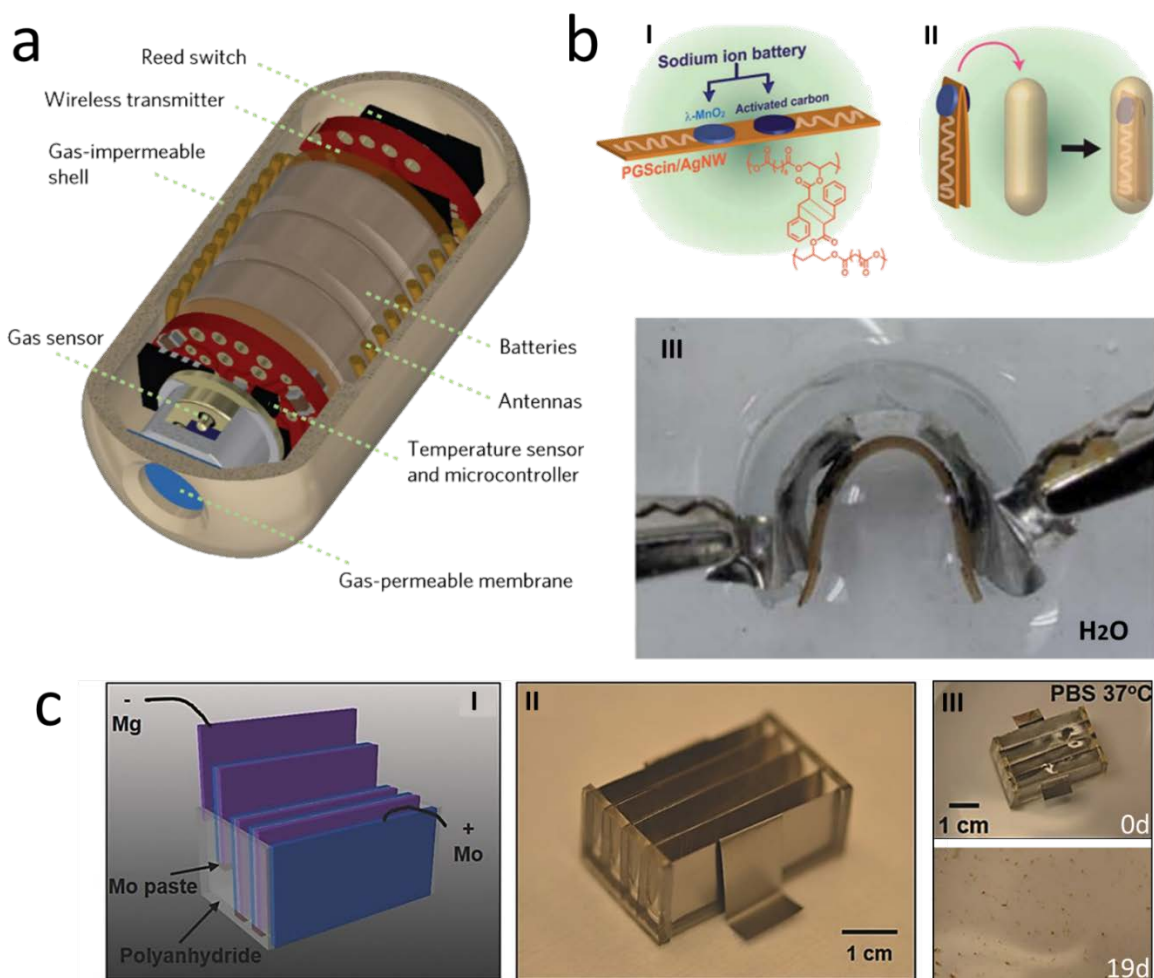 a
Reed switch
Wireless transmitter
Gas-impermeable
shell
Gas sensor
Batteries
Antennas
Temperature sensor
and microcontroller
Gas-permeable membrane
b
I
Sodium ion battery
λ-MnO2
Activated carbon
PGScin/AgNW
II
III
H2O
c
I
-
Mg
+
Mo
Mo paste
Polyanhydride
II
1 cm
III
PBS 37ºC
1 cm
0d
19d